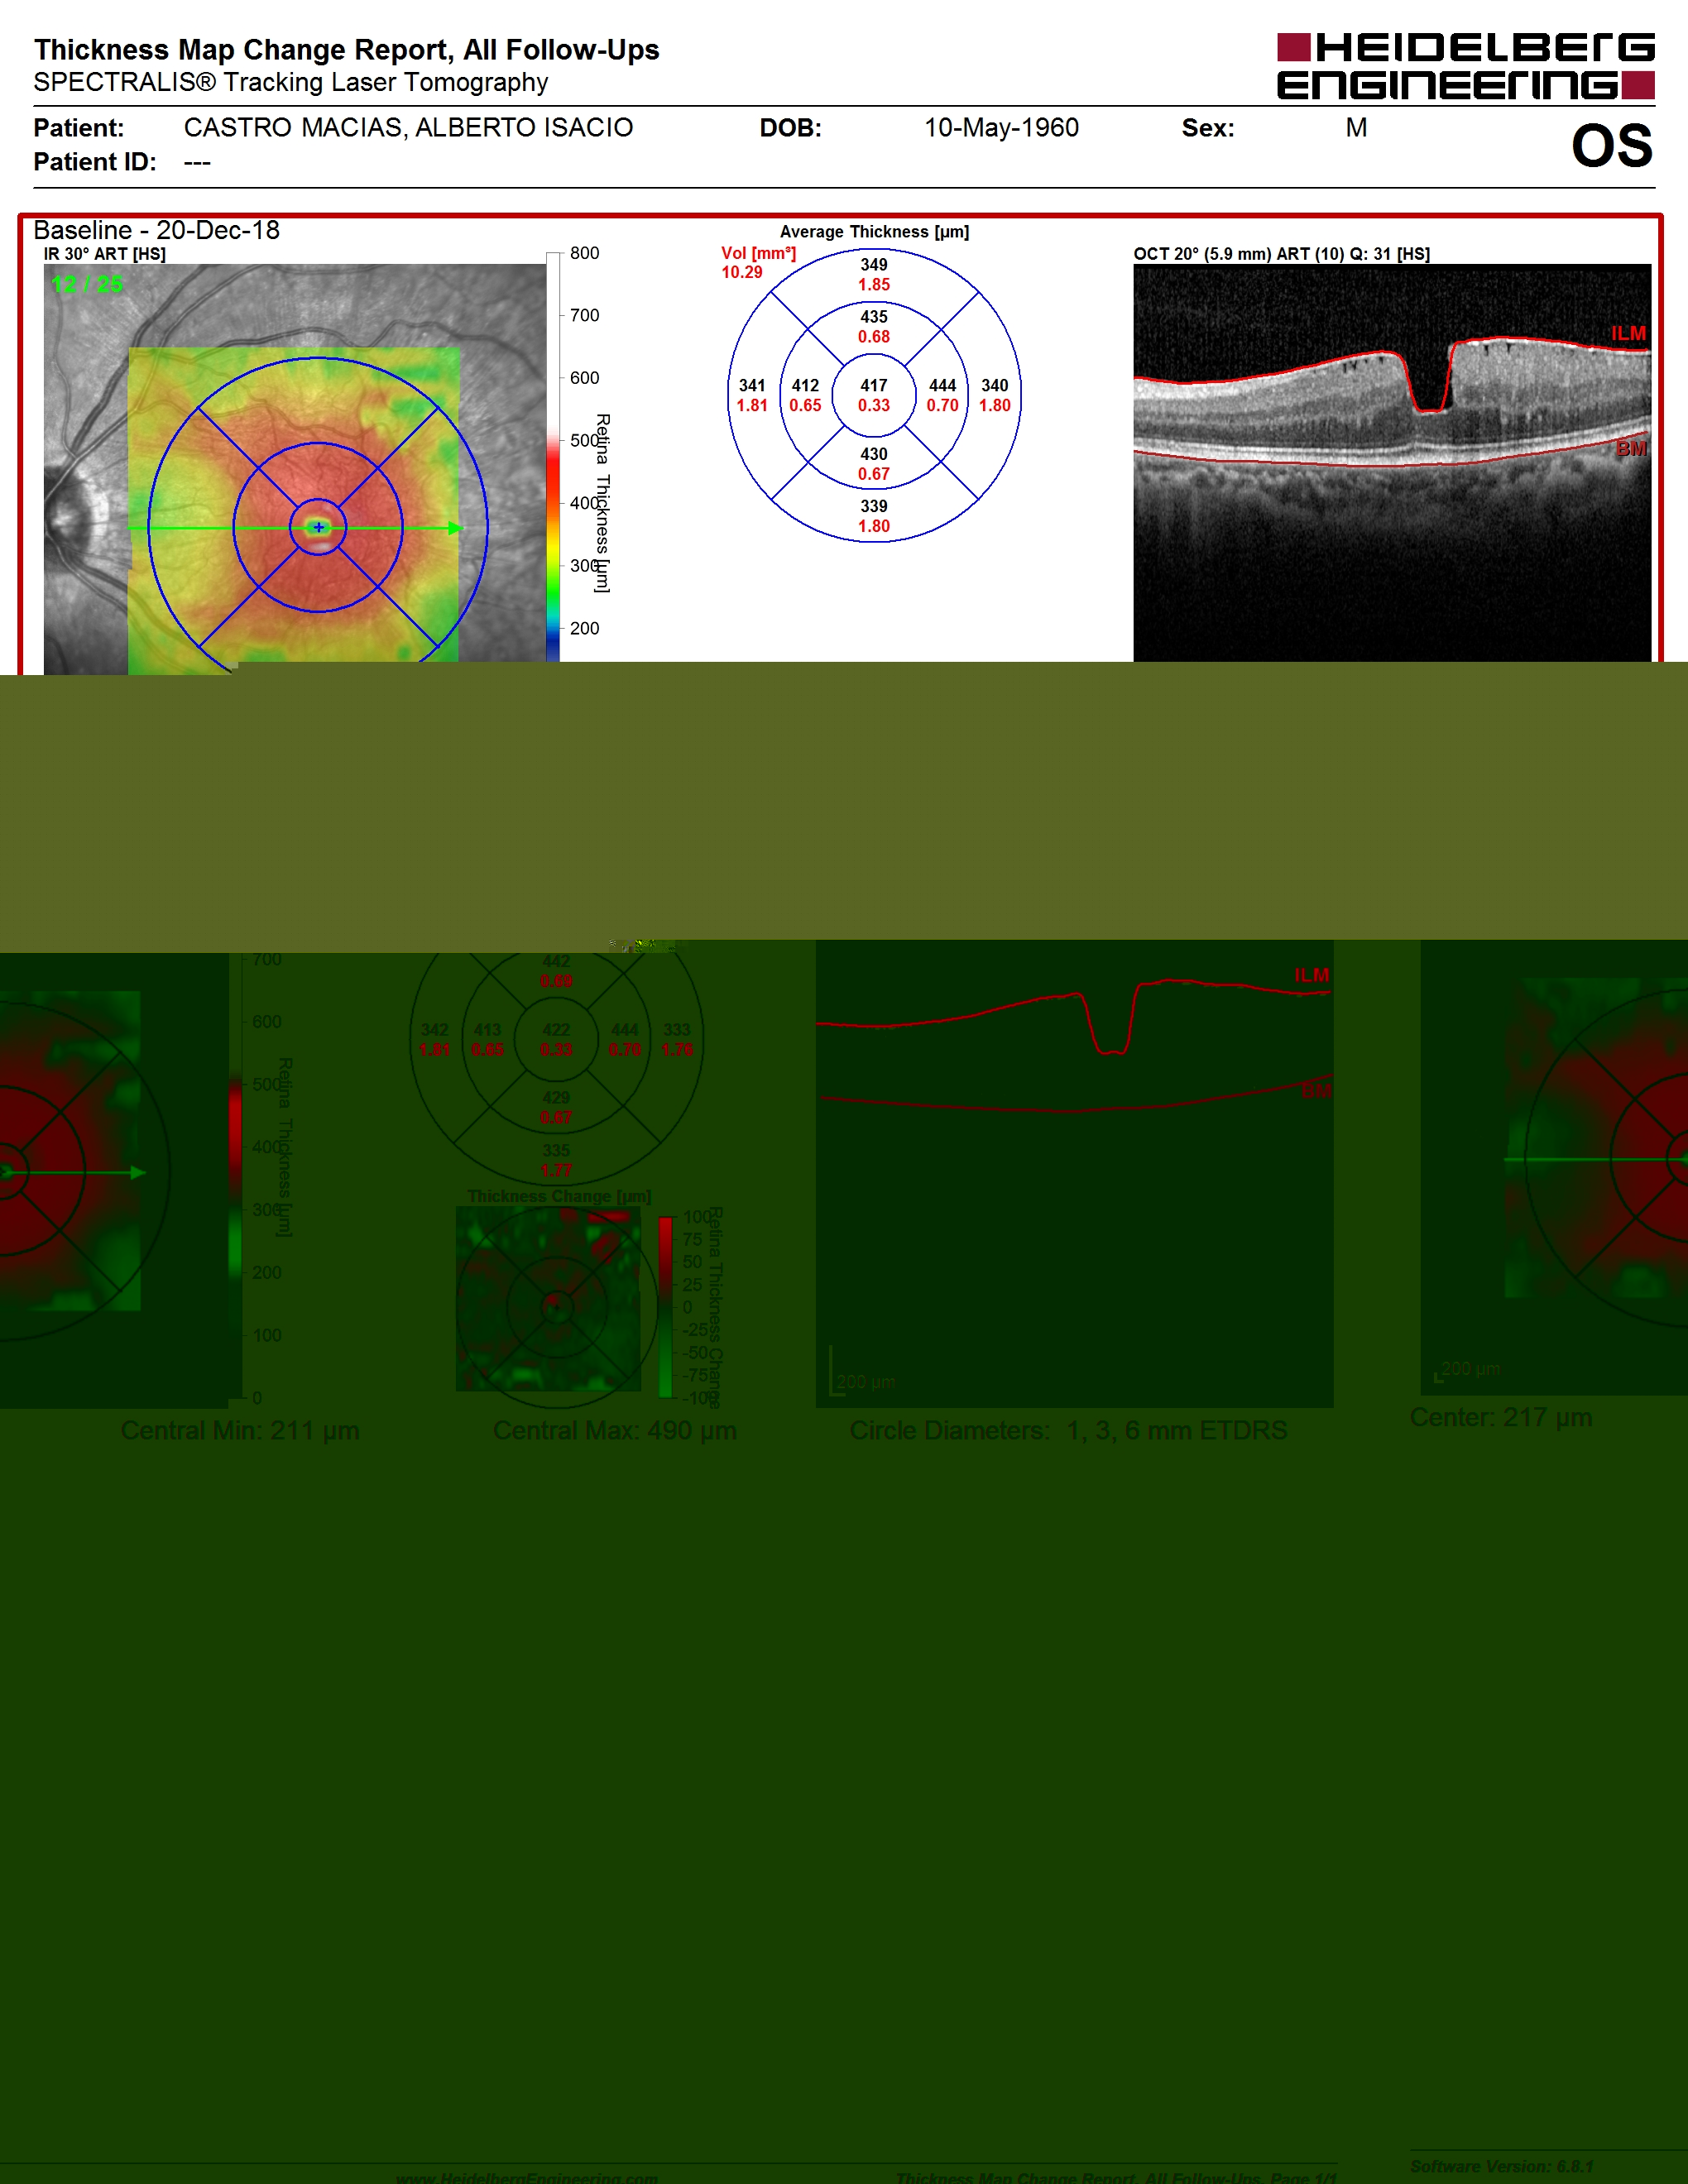 Thickness Map Change Report, All Follow-Ups
SPECTRALIS® Tracking Laser Tomography
HEIDELBERG
ENGINEERING
Patient: CASTRO MACIAS, ALBERTO ISACIO DOB: 10-May-1960 Sex: M
OS
Patient ID: ---
Baseline - 20-Dec-18
IR 30° ART [HS]
12 / 25
800
700
600
500
400
300
200
Retina Thickness [µm]
Average Thickness [µm]
Vol [mm³]
10.29
349
1.85
435
0.68
341 412 417 444 340
1.81 0.65 0.33 0.70 1.80
430
0.67
339
1.80
OCT 20° (5.9 mm) ART (10) Q: 31 [HS]
ILM
BM
700
600
500
400
300
200
100
0
Retina Thickness [µm]
442
0.69
342 413 422 444 333
1.81 0.65 0.33 0.70 1.76
429
0.67
335
1.77
Thickness Change [µm]
100
75
50
25
0
-25
-50
-75
-100
Retina Thickness Change
ILM
BM
200 µm
200 µm
Central Min: 211 µm Central Max: 490 µm Circle Diameters: 1, 3, 6 mm ETDRS
Center: 217 µm
Software Version: 6.8.1
www.HeidelbergEngineering.com Thickness Map Change Report, All Follow-Ups, Page 1/1